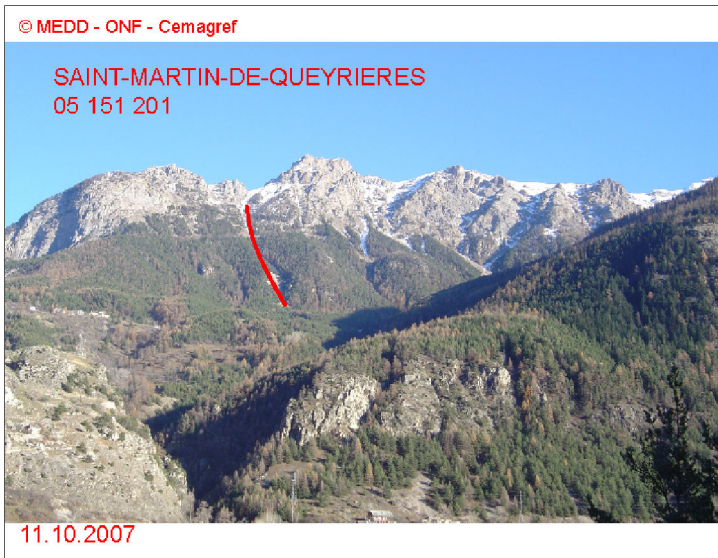 © MEDD - ONF - Cemagref
SAINT-MARTIN-DE-QUEYRIERES
05 151 201
11.10.2007